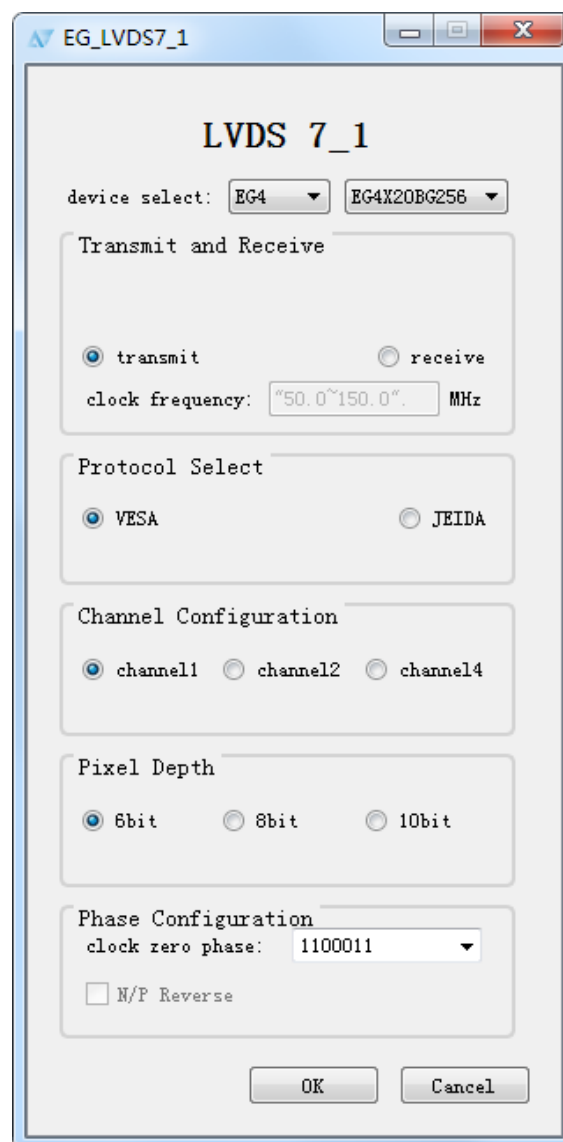 EG_LVDS7_1
LVDS 7_1
device select: EG4 EG4X20BG256
Transmit and Receive
transmit receive
clock frequency: "50.0~150.0". MHz
Protocol Select
VESA JEIDA
Channel Configuration
channel1 channel2 channel4
Pixel Depth
6bit 8bit 10bit
Phase Configuration
clock zero phase: 1100011
N/P Reverse
OK Cancel